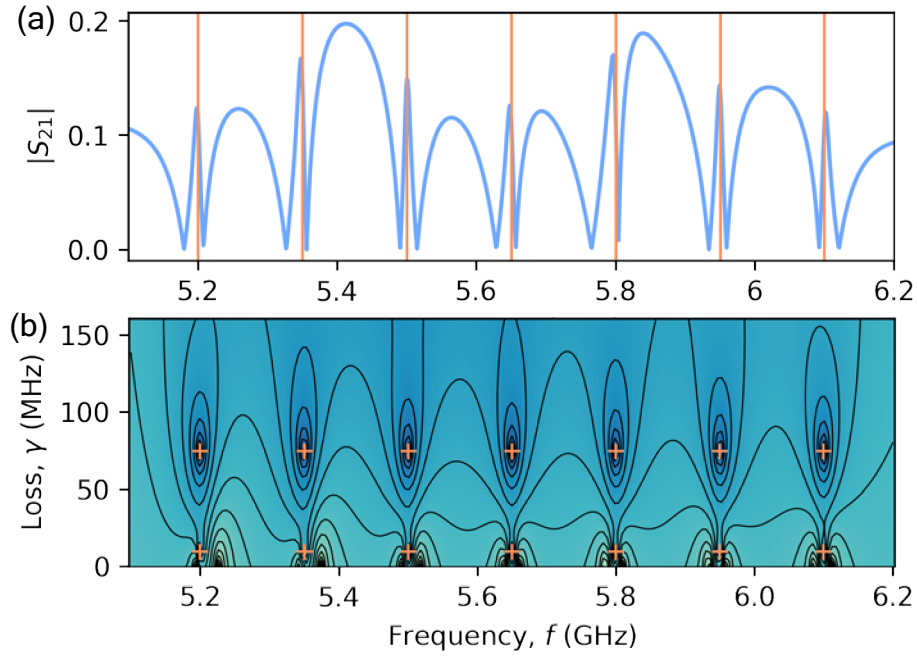 (a)
0.2
0.1
0.0
|S21|
5.2 5.4 5.6 5.8 6 6.2
(b)
150
100
50
0
Loss, γ (MHz)
5.2 5.4 5.6 5.8 6.0 6.2
Frequency, f (GHz)